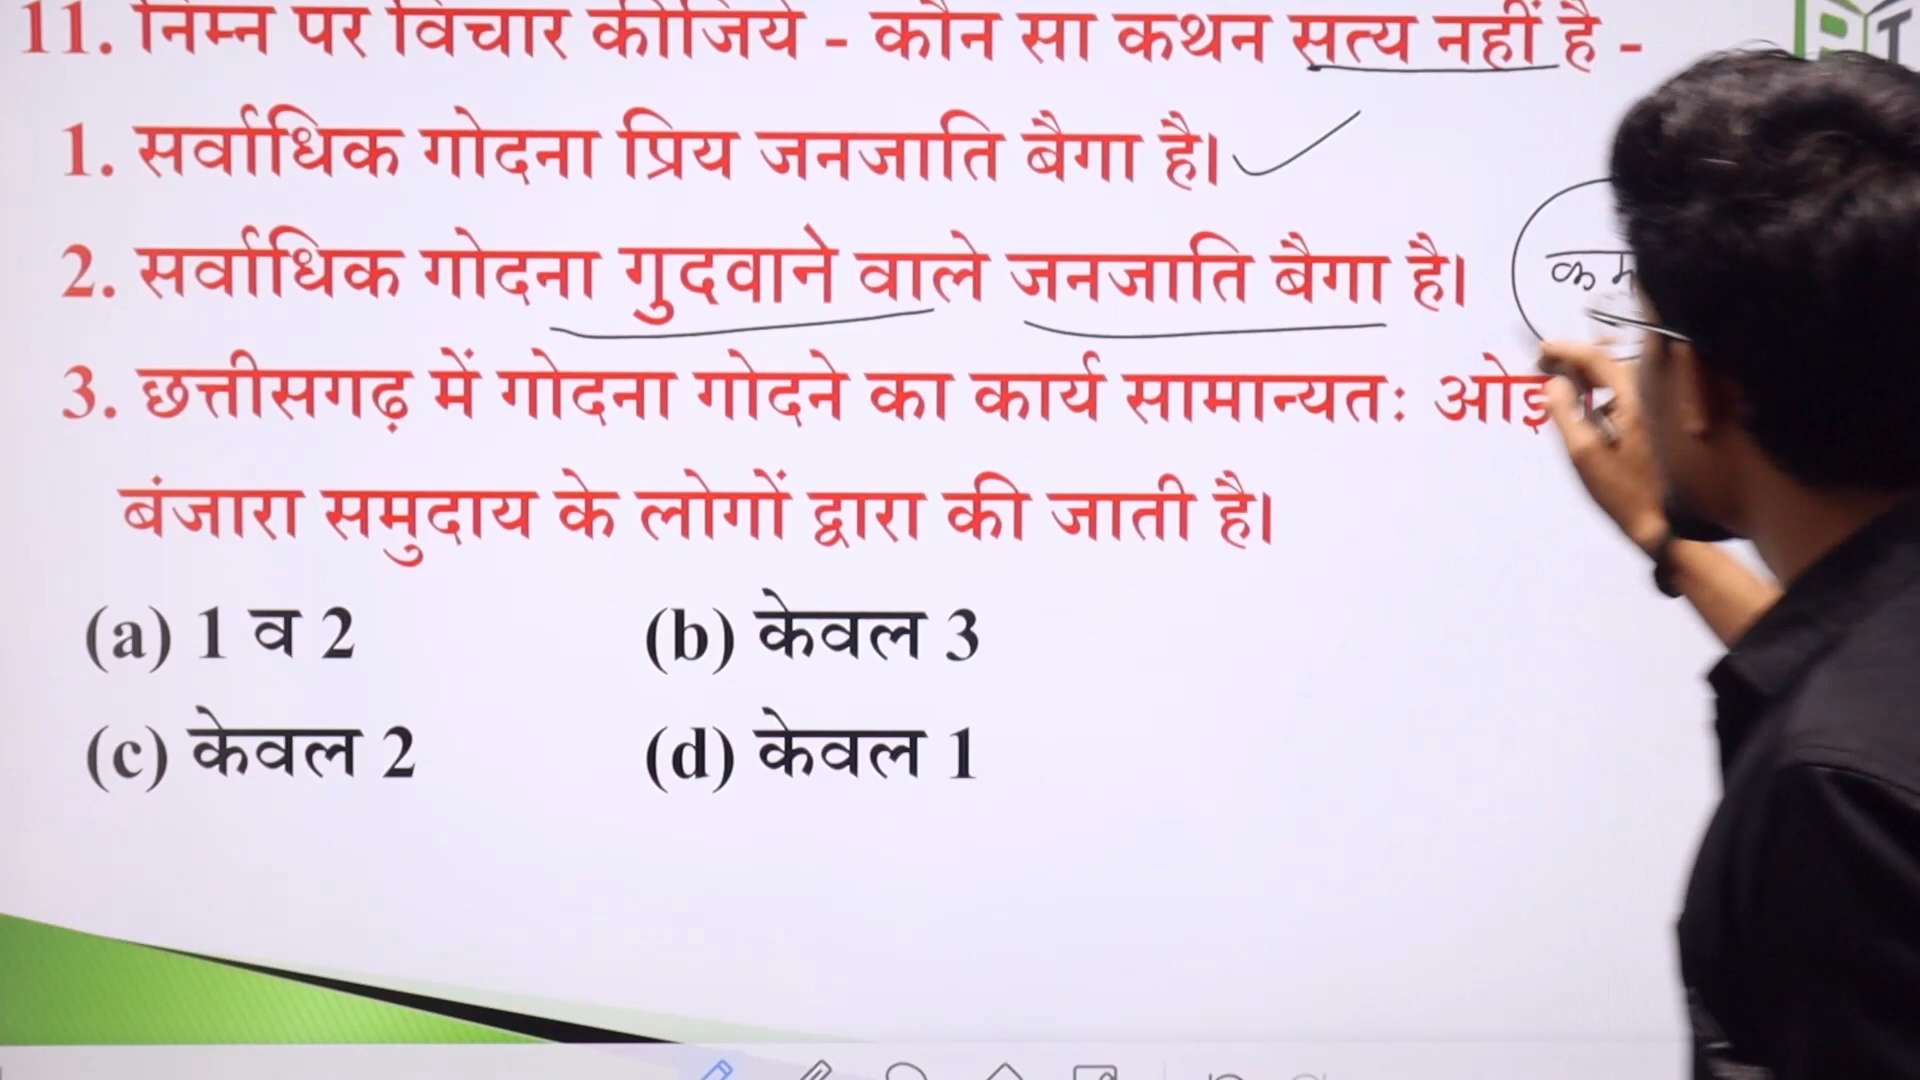 11. निम्न पर विचार कीजिये - कौन सा कथन सत्य नहीं है -
1. सर्वाधिक गोदना प्रिय जनजाति बैगा है।
2. सर्वाधिक गोदना गुदवाने वाले जनजाति बैगा है।
3. छत्तीसगढ़ में गोदना गोदने का कार्य सामान्यतः
बंजारा समुदाय के लोगों द्वारा की जाती है।
(a) 1 व 2 (b) केवल 3
(c) केवल 2 (d) केवल 1